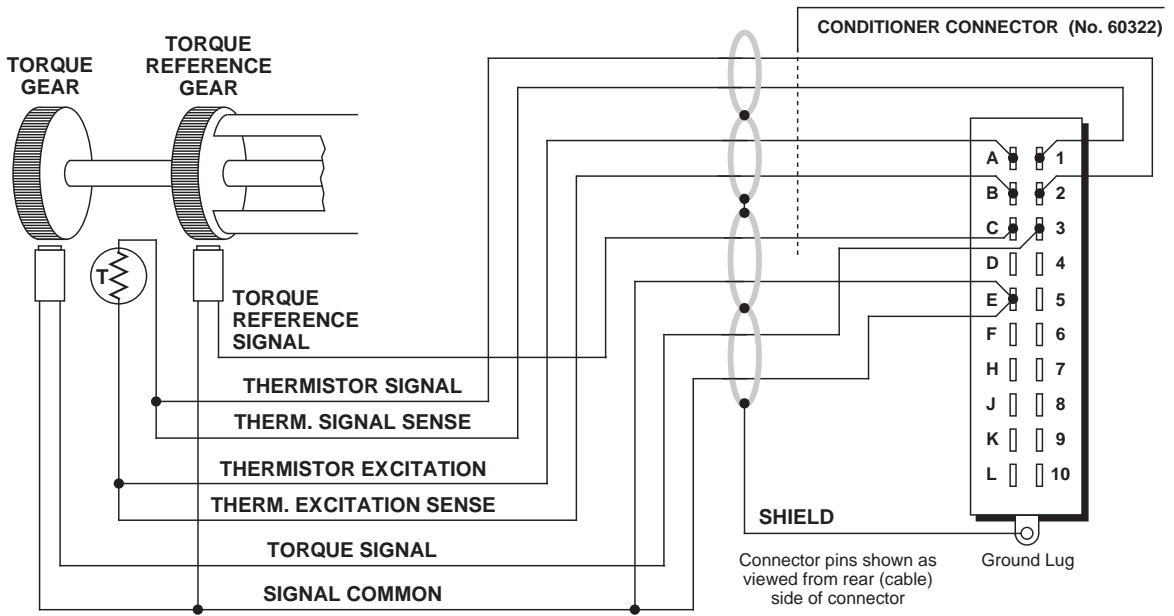 CONDITIONER CONNECTOR (No. 60322)
TORQUE
GEAR
TORQUE
REFERENCE
GEAR
T
TORQUE
REFERENCE
SIGNAL
THERMISTOR SIGNAL
THERM. SIGNAL SENSE
THERMISTOR EXCITATION
THERM. EXCITATION SENSE
TORQUE SIGNAL
SIGNAL COMMON
SHIELD
A 1
B 2
C 3
D 4
E 5
F 6
H 7
J 8
K 9
L 10
Connector pins shown as
viewed from rear (cable)
side of connector
Ground Lug